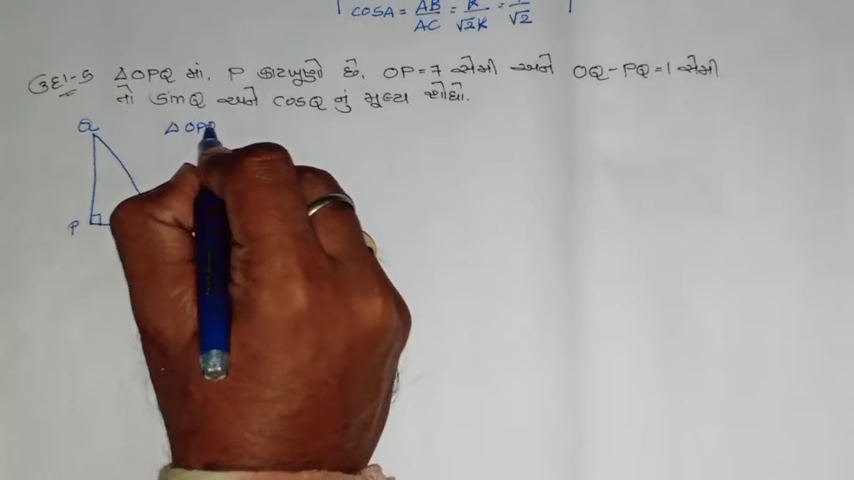 COSA = AB/AC = K/√2K = 1/√2
ઉદા-5 △OPQ માં, P કાટખૂણો છે, OP=7 સેમી અને OQ-PQ=1 સેમી
તો sinQ અને COSQ નું મૂલ્ય શોધો.
Q
△OPQ
P